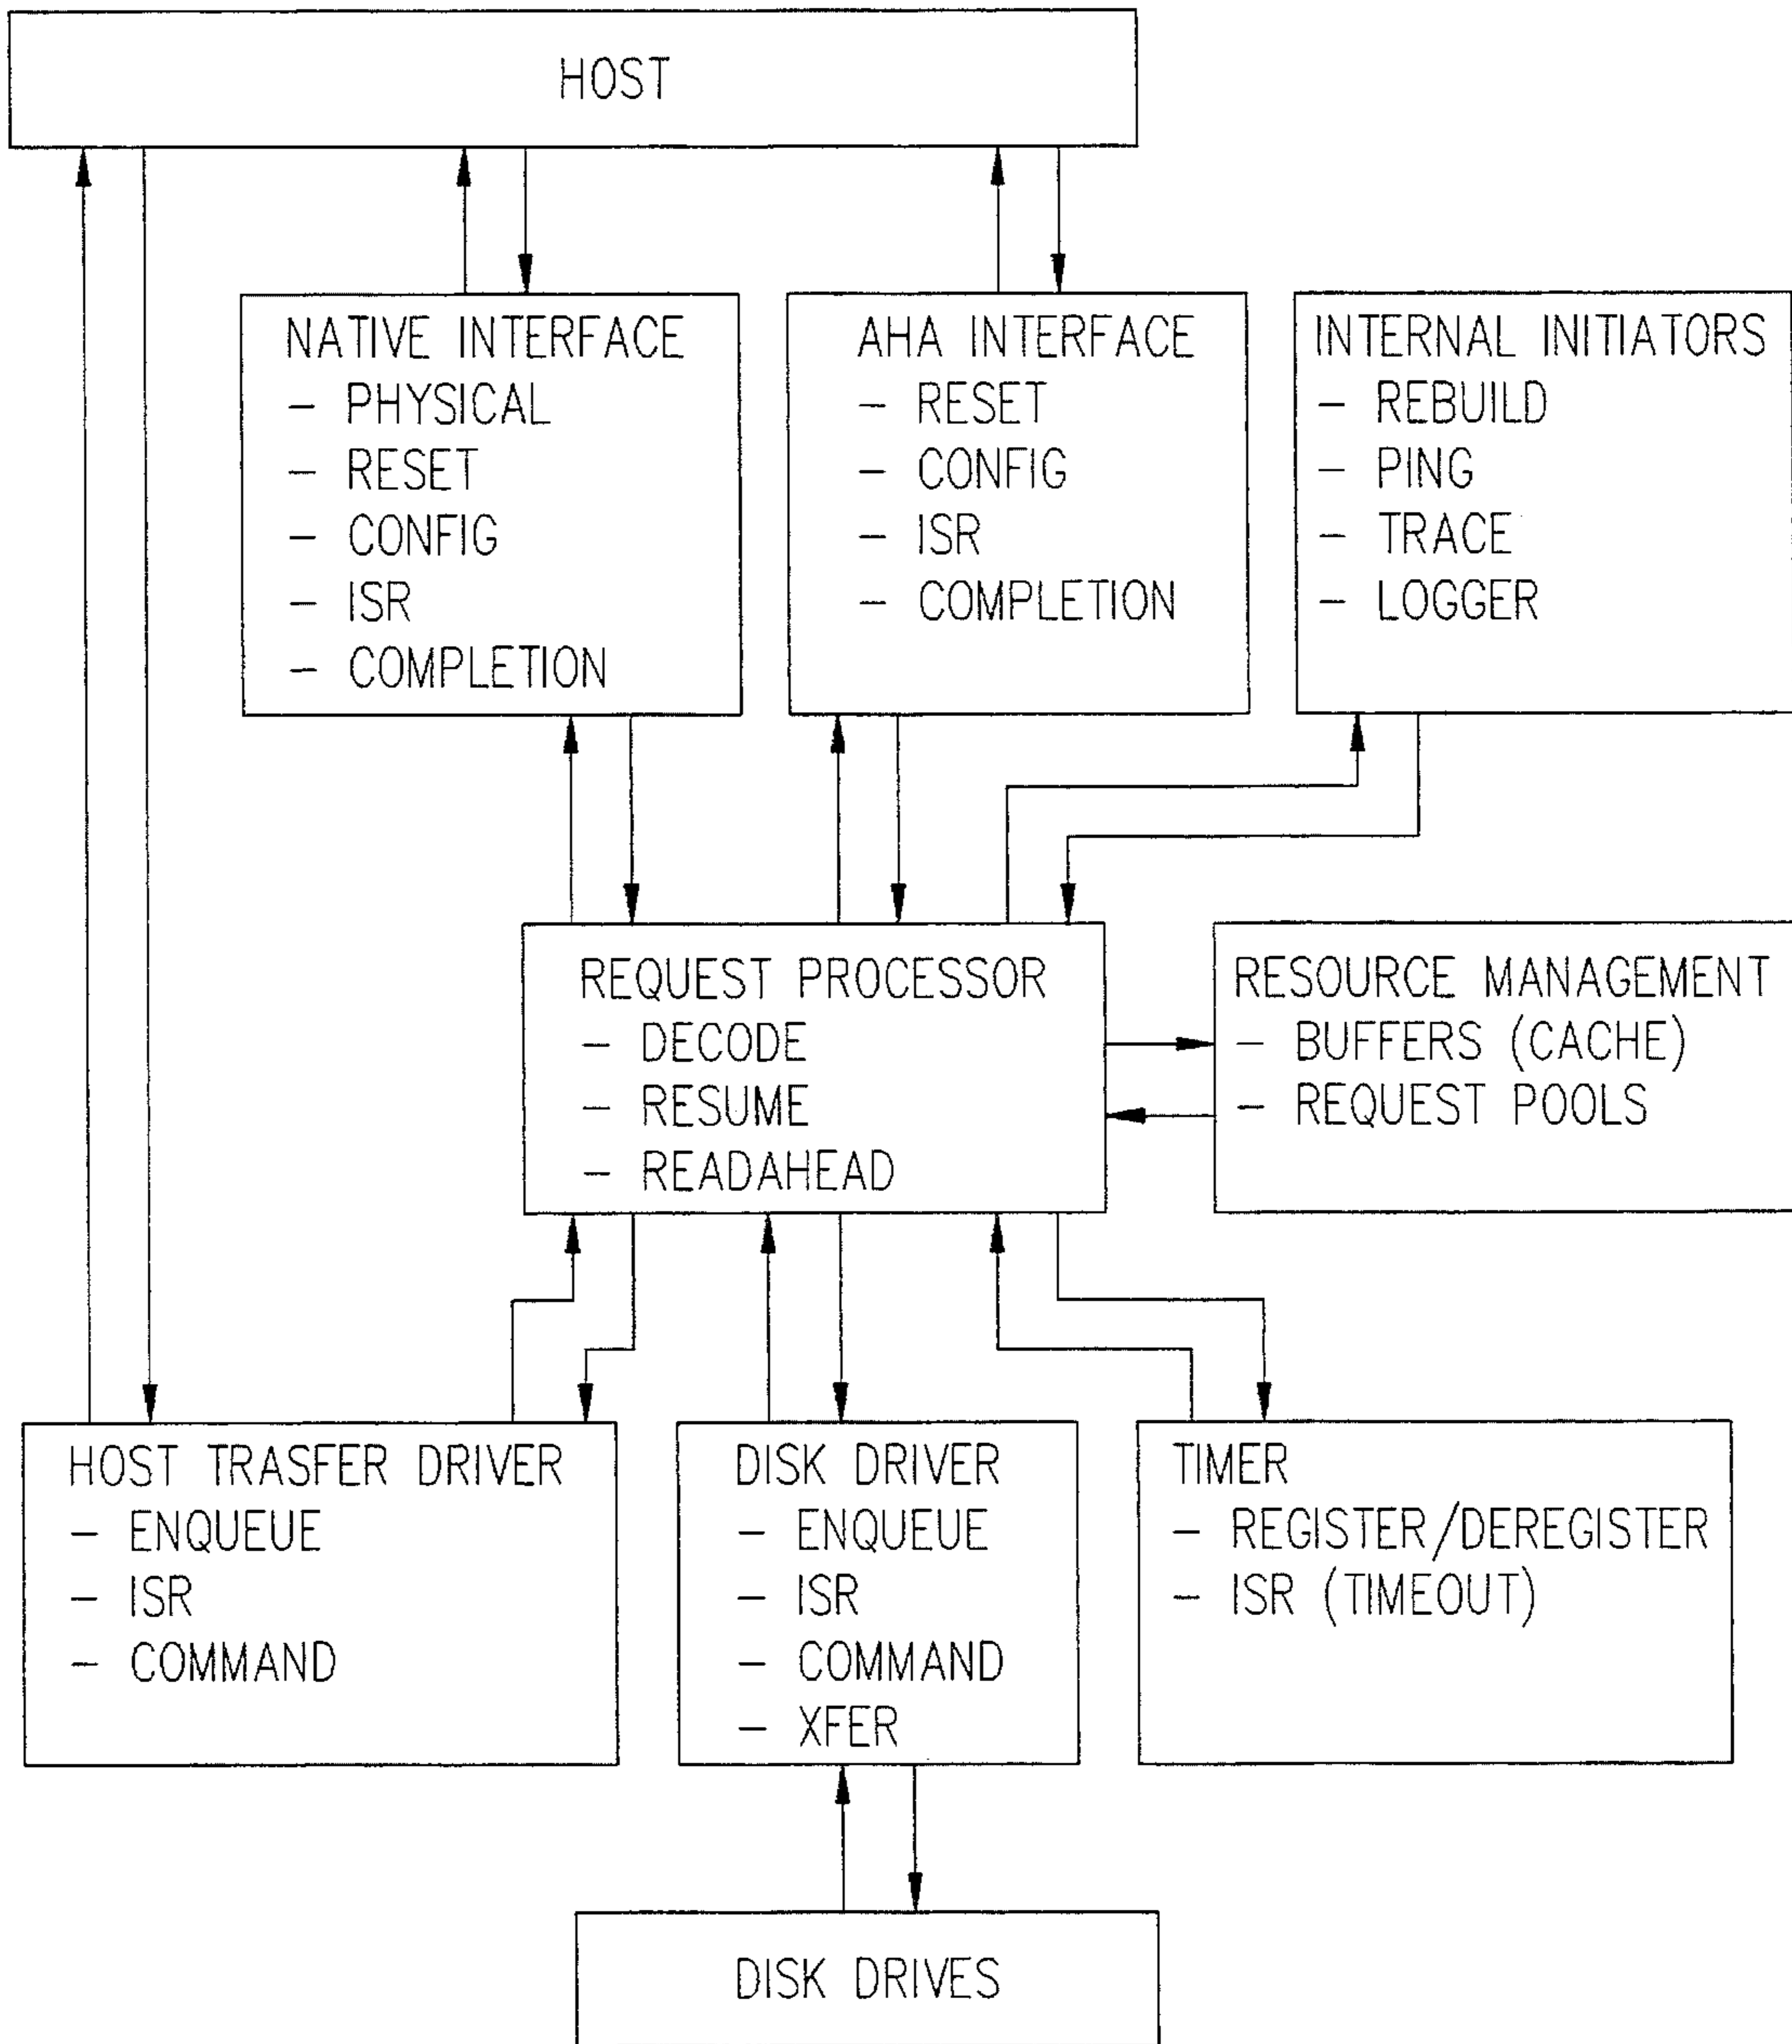 HOST
NATIVE INTERFACE
- PHYSICAL
- RESET
- CONFIG
- ISR
- COMPLETION
AHA INTERFACE
- RESET
- CONFIG
- ISR
- COMPLETION
INTERNAL INITIATORS
- REBUILD
- PING
- TRACE
- LOGGER
REQUEST PROCESSOR
- DECODE
- RESUME
- READAHEAD
RESOURCE MANAGEMENT
- BUFFERS (CACHE)
- REQUEST POOLS
HOST TRASFER DRIVER
- ENQUEUE
- ISR
- COMMAND
DISK DRIVER
- ENQUEUE
- ISR
- COMMAND
- XFER
TIMER
- REGISTER/DEREGISTER
- ISR (TIMEOUT)
DISK DRIVES